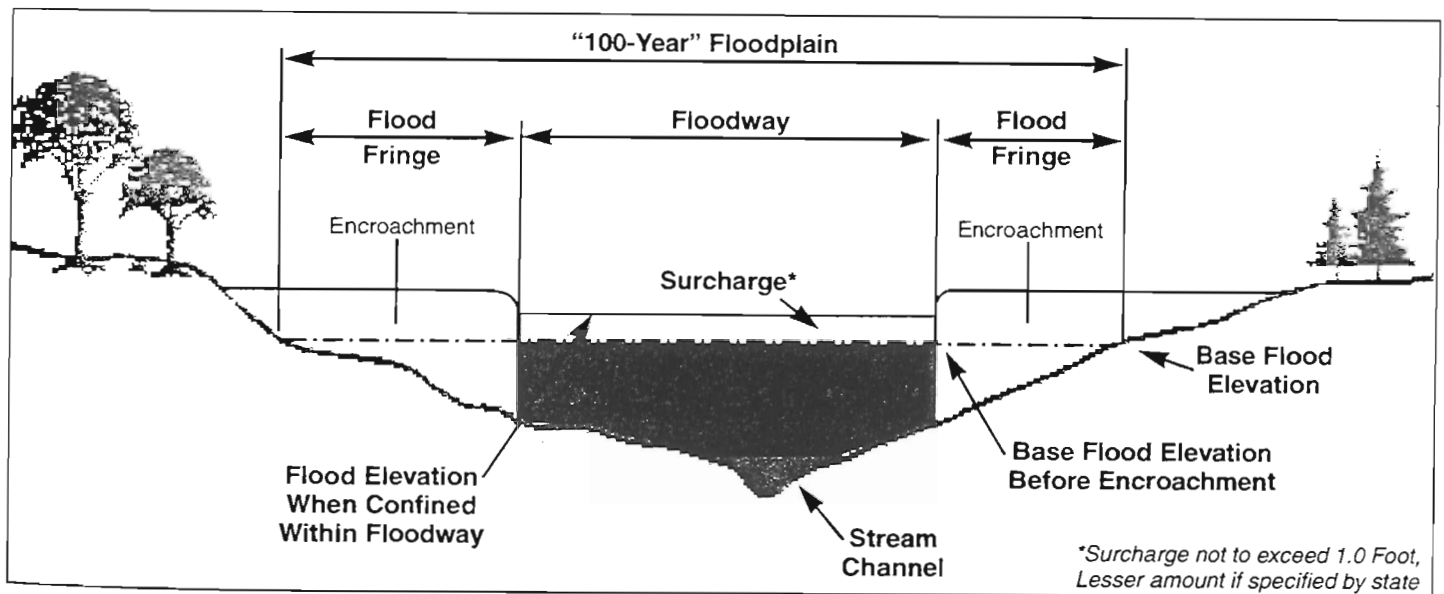 “100-Year” Floodplain
Flood
Fringe
Floodway
Flood
Fringe
Encroachment
Encroachment
Surcharge*
Base Flood
Elevation
Flood Elevation
When Confined
Within Floodway
Base Flood Elevation
Before Encroachment
Stream
Channel
*Surcharge not to exceed 1.0 Foot,
Lesser amount if specified by state